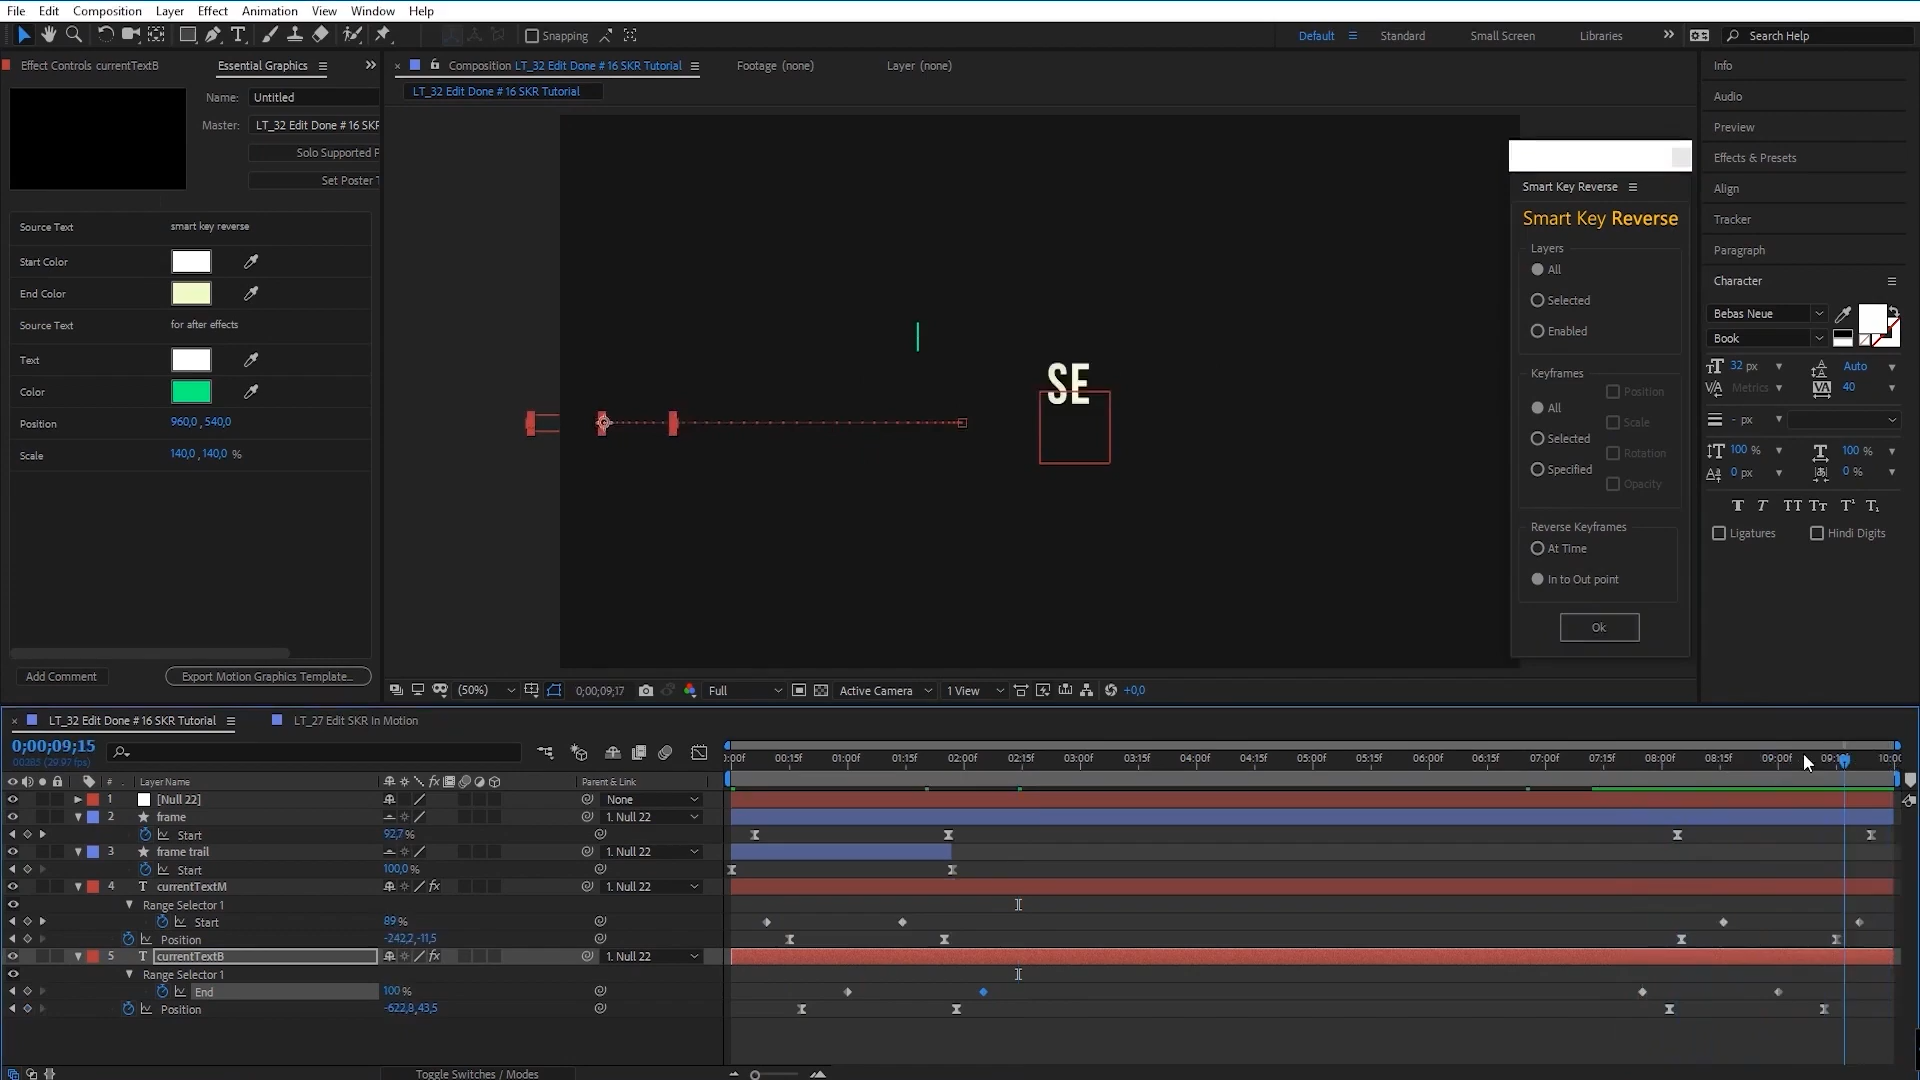 File Edit Composition Layer Effect Animation View Window Help
Snapping Default Standard Small Screen Libraries Search Help
Effect Controls currentTextB Essential Graphics
Name: Untitled
Master: LT_32 Edit Done # 16 SKR
Solo Supported P
Set Poster T
Source Text smart key reverse
Start Color
End Color
Source Text for after effects
Text
Color
Position 960,0, 540,0
Scale 140,0, 140,0 %
Add Comment Export Motion Graphics Template...
Composition LT_32 Edit Done # 16 SKR Tutorial Footage (none) Layer (none)
LT_32 Edit Done # 16 SKR Tutorial
SE
Smart Key Reverse
Smart Key Reverse
Layers
All
Selected
Enabled
Keyframes
Position
All
Scale
Selected
Rotation
Specified
Opacity
Reverse Keyframes
At Time
In to Out point
Ok
(50%) 0;00;09;17 Full Active Camera 1 View +0,0
Info
Audio
Preview
Effects & Presets
Align
Tracker
Paragraph
Character
Bebas Neue
Book
32 px Auto
Metrics 40
- px
100 % 100 %
0 px 0 %
Ligatures Hindi Digits
LT_32 Edit Done # 16 SKR Tutorial LT_27 Edit SKR In Motion
0;00;09;15
00285 (29.97 fps)
:00f 00:15f 01:00f 01:15f 02:00f 02:15f 03:00f 03:15f 04:00f 04:15f 05:00f 05:15f 06:00f 06:15f 07:00f 07:15f 08:00f 08:15f 09:00f 09:1 10:00
# Layer Name Parent & Link
1 [Null 22] None
2 frame 1. Null 22
Start 92,7 %
3 frame trail 1. Null 22
Start 100,0 %
4 T currentTextM 1. Null 22
Range Selector 1
Start 89 %
Position -242,2,-11,5
5 T currentTextB 1. Null 22
Range Selector 1
End 100 %
Position -622,8,43,5
Toggle Switches / Modes